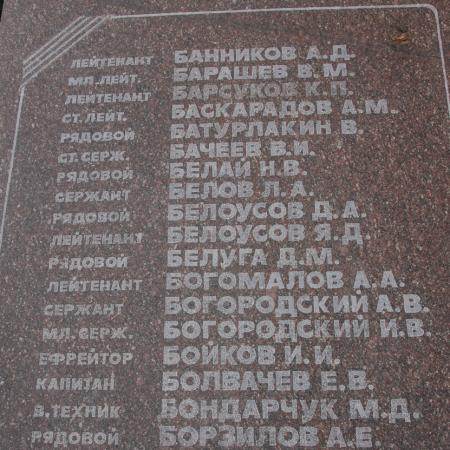 ЛЕЙТЕНАНТ БАННИКОВ А.Д.
МЛ.ЛЕЙТ. БАРАШЕВ В.М.
ЛЕЙТЕНАНТ БАРСУКОВ К.П.
СТ.ЛЕЙТ. БАСКАРАДОВ А.М.
РЯДОВОЙ БАТУРЛАКИН В.
СТ.СЕРЖ. БАЧЕЕВ В.И.
РЯДОВОЙ БЕЛАЙ Н.В.
СЕРЖАНТ БЕЛОВ Л.А.
РЯДОВОЙ БЕЛОУСОВ Д.А.
ЛЕЙТЕНАНТ БЕЛОУСОВ Я.Д.
РЯДОВОЙ БЕЛУГА Д.М.
ЛЕЙТЕНАНТ БОГОМАЛОВ А.А.
СЕРЖАНТ БОГОРОДСКИЙ А.В.
МЛ.СЕРЖ. БОГОРОДСКИЙ И.В.
ЕФРЕЙТОР БОЙКОВ И.И.
КАПИТАН БОЛВАЧЕВ Е.В.
В.ТЕХНИК БОНДАРЧУК М.Д.
РЯДОВОЙ БОРЗИЛОВ А.Е.